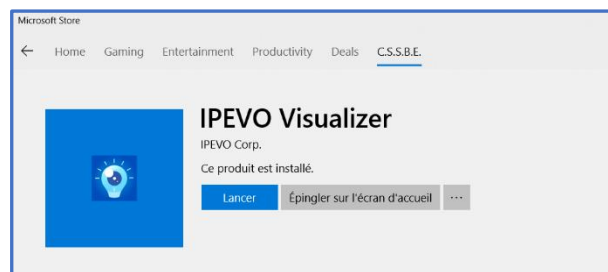 Microsoft Store
← Home Gaming Entertainment Productivity Deals C.S.S.B.E.
IPEVO Visualizer
IPEVO Corp.
Ce produit est installé.
Lancer Épingler sur l'écran d'accueil ···